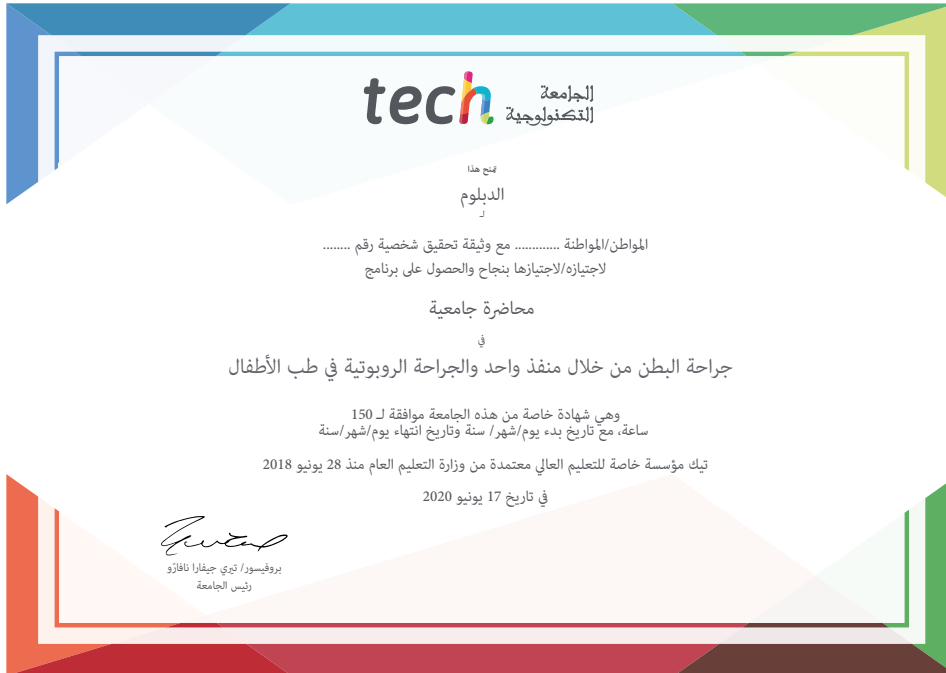 tech الجامعة
التكنولوجية
تمنح هذا
الدبلوم
لـ
المواطن/المواطنة ............. مع وثيقة تحقيق شخصية رقم ........
لاجتيازه/لاجتيازها بنجاح والحصول على برنامج
محاضرة جامعية
في
جراحة البطن من خلال منفذ واحد والجراحة الروبوتية في طب الأطفال
وهي شهادة خاصة من هذه الجامعة موافقة لـ 150
ساعة، مع تاريخ بدء يوم/شهر/ سنة وتاريخ انتهاء يوم/شهر/سنة
تيك مؤسسة خاصة للتعليم العالي معتمدة من وزارة التعليم العام منذ 28 يونيو 2018
في تاريخ 17 يونيو 2020
بروفيسور/ تيري جيفارا نافارّو
رئيس الجامعة